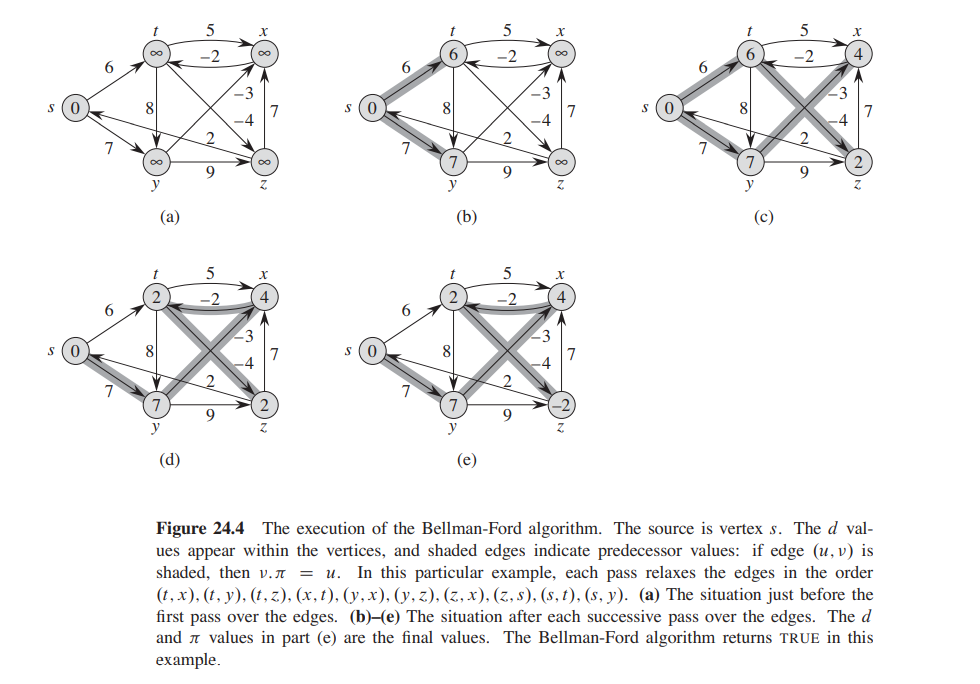 t 5 x
∞ −2 ∞
6
s 0 8 −3
−4 7
7 2
∞ 9 ∞
y z
(a)
t 5 x
6 −2 ∞
6
s 0 8 −3
−4 7
7 2
7 9 ∞
y z
(b)
t 5 x
6 −2 4
6
s 0 8 −3
−4 7
7 2
7 9 2
y z
(c)
t 5 x
2 −2 4
6
s 0 8 −3
−4 7
7 2
7 9 2
y z
(d)
t 5 x
2 −2 4
6
s 0 8 −3
−4 7
7 2
7 9 −2
y z
(e)
Figure 24.4 The execution of the Bellman-Ford algorithm. The source is vertex s. The d val-
ues appear within the vertices, and shaded edges indicate predecessor values: if edge (u, v) is
shaded, then v.π = u. In this particular example, each pass relaxes the edges in the order
(t, x), (t, y), (t, z), (x, t), (y, x), (y, z), (z, x), (z, s), (s, t), (s, y). (a) The situation just before the
first pass over the edges. (b)–(e) The situation after each successive pass over the edges. The d
and π values in part (e) are the final values. The Bellman-Ford algorithm returns TRUE in this
example.